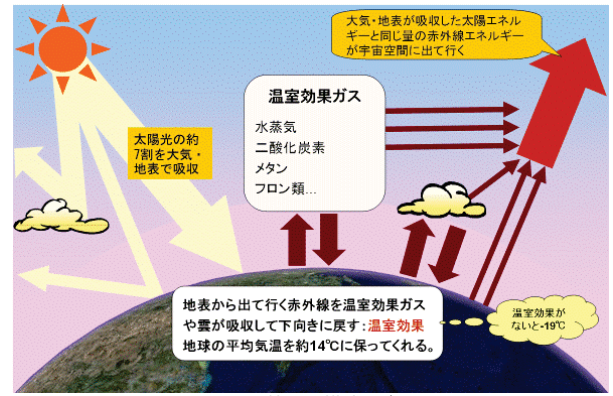 大気・地表が吸収した太陽エネル
ギーと同じ量の赤外線エネルギー
が宇宙空間に出て行く
温室効果ガス
水蒸気
二酸化炭素
メタン
フロン類…
太陽光の約
7割を大気・
地表で吸収
地表から出て行く赤外線を温室効果ガス
や雲が吸収して下向きに戻す：温室効果
地球の平均気温を約14℃に保ってくれる。
温室効果が
ないと-19℃